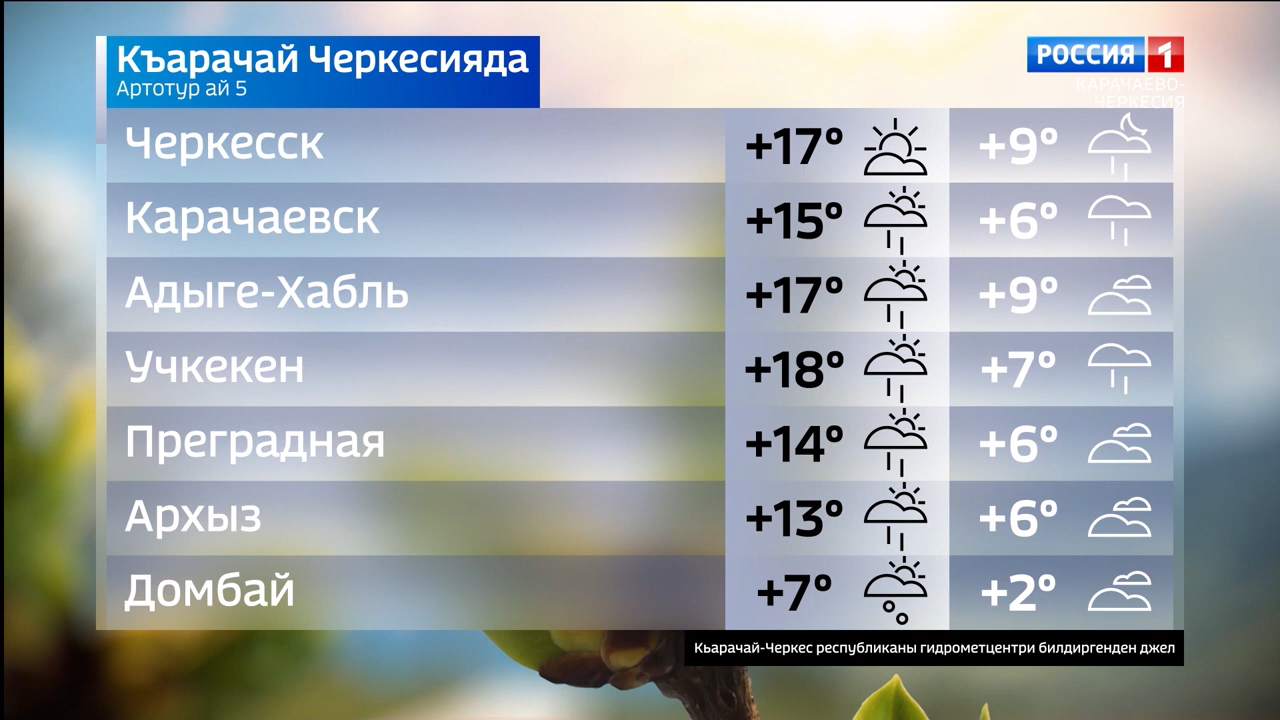 Къарачай Черкесияда
Артотур ай 5
РОССИЯ 1
КАРАЧАЕВО-
ЧЕРКЕСИЯ
Черкесск +17° +9°
Карачаевск +15° +6°
Адыге-Хабль +17° +9°
Учкекен +18° +7°
Преградная +14° +6°
Архыз +13° +6°
Домбай +7° +2°
Кьарачай-Черкес республиканы гидрометцентри билдиргенден джел